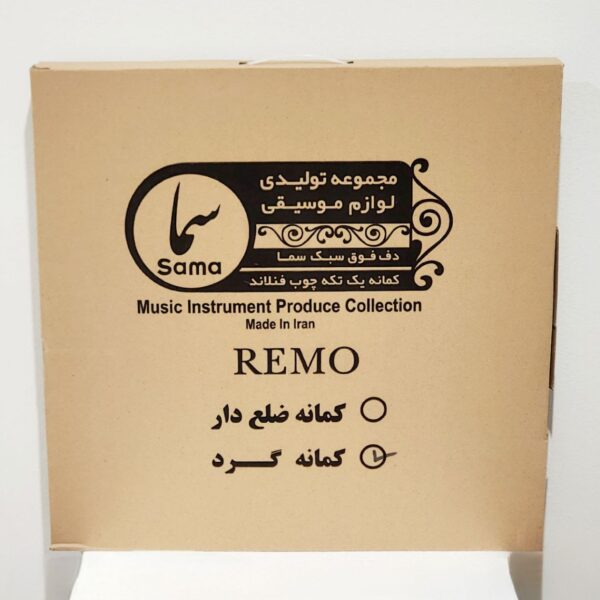 سما
Sama
مجموعه تولیدی
لوازم موسیقی
دف فوق سبک سما
کمانه یک تکه چوب فنلاند
Music Instrument Produce Collection
Made In Iran
REMO
کمانه ضلع دار
کمانه گرد